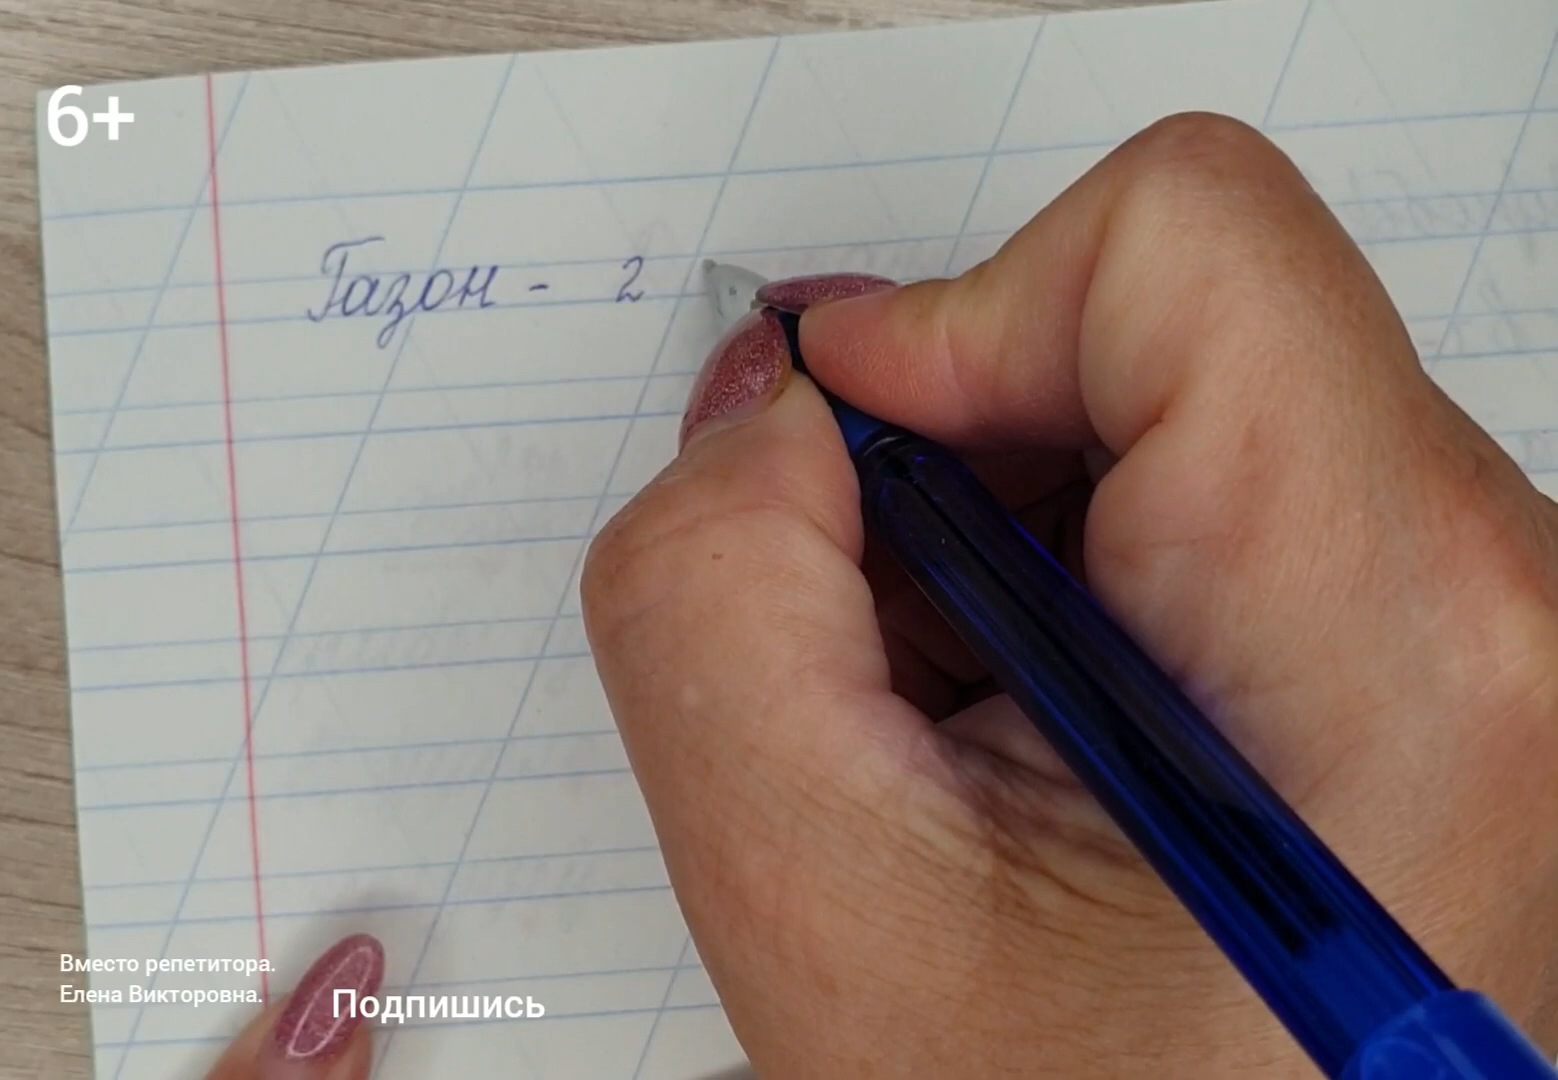 6+
Газон - 2
Вместо репетитора.
Елена Викторовна.
Подпишись